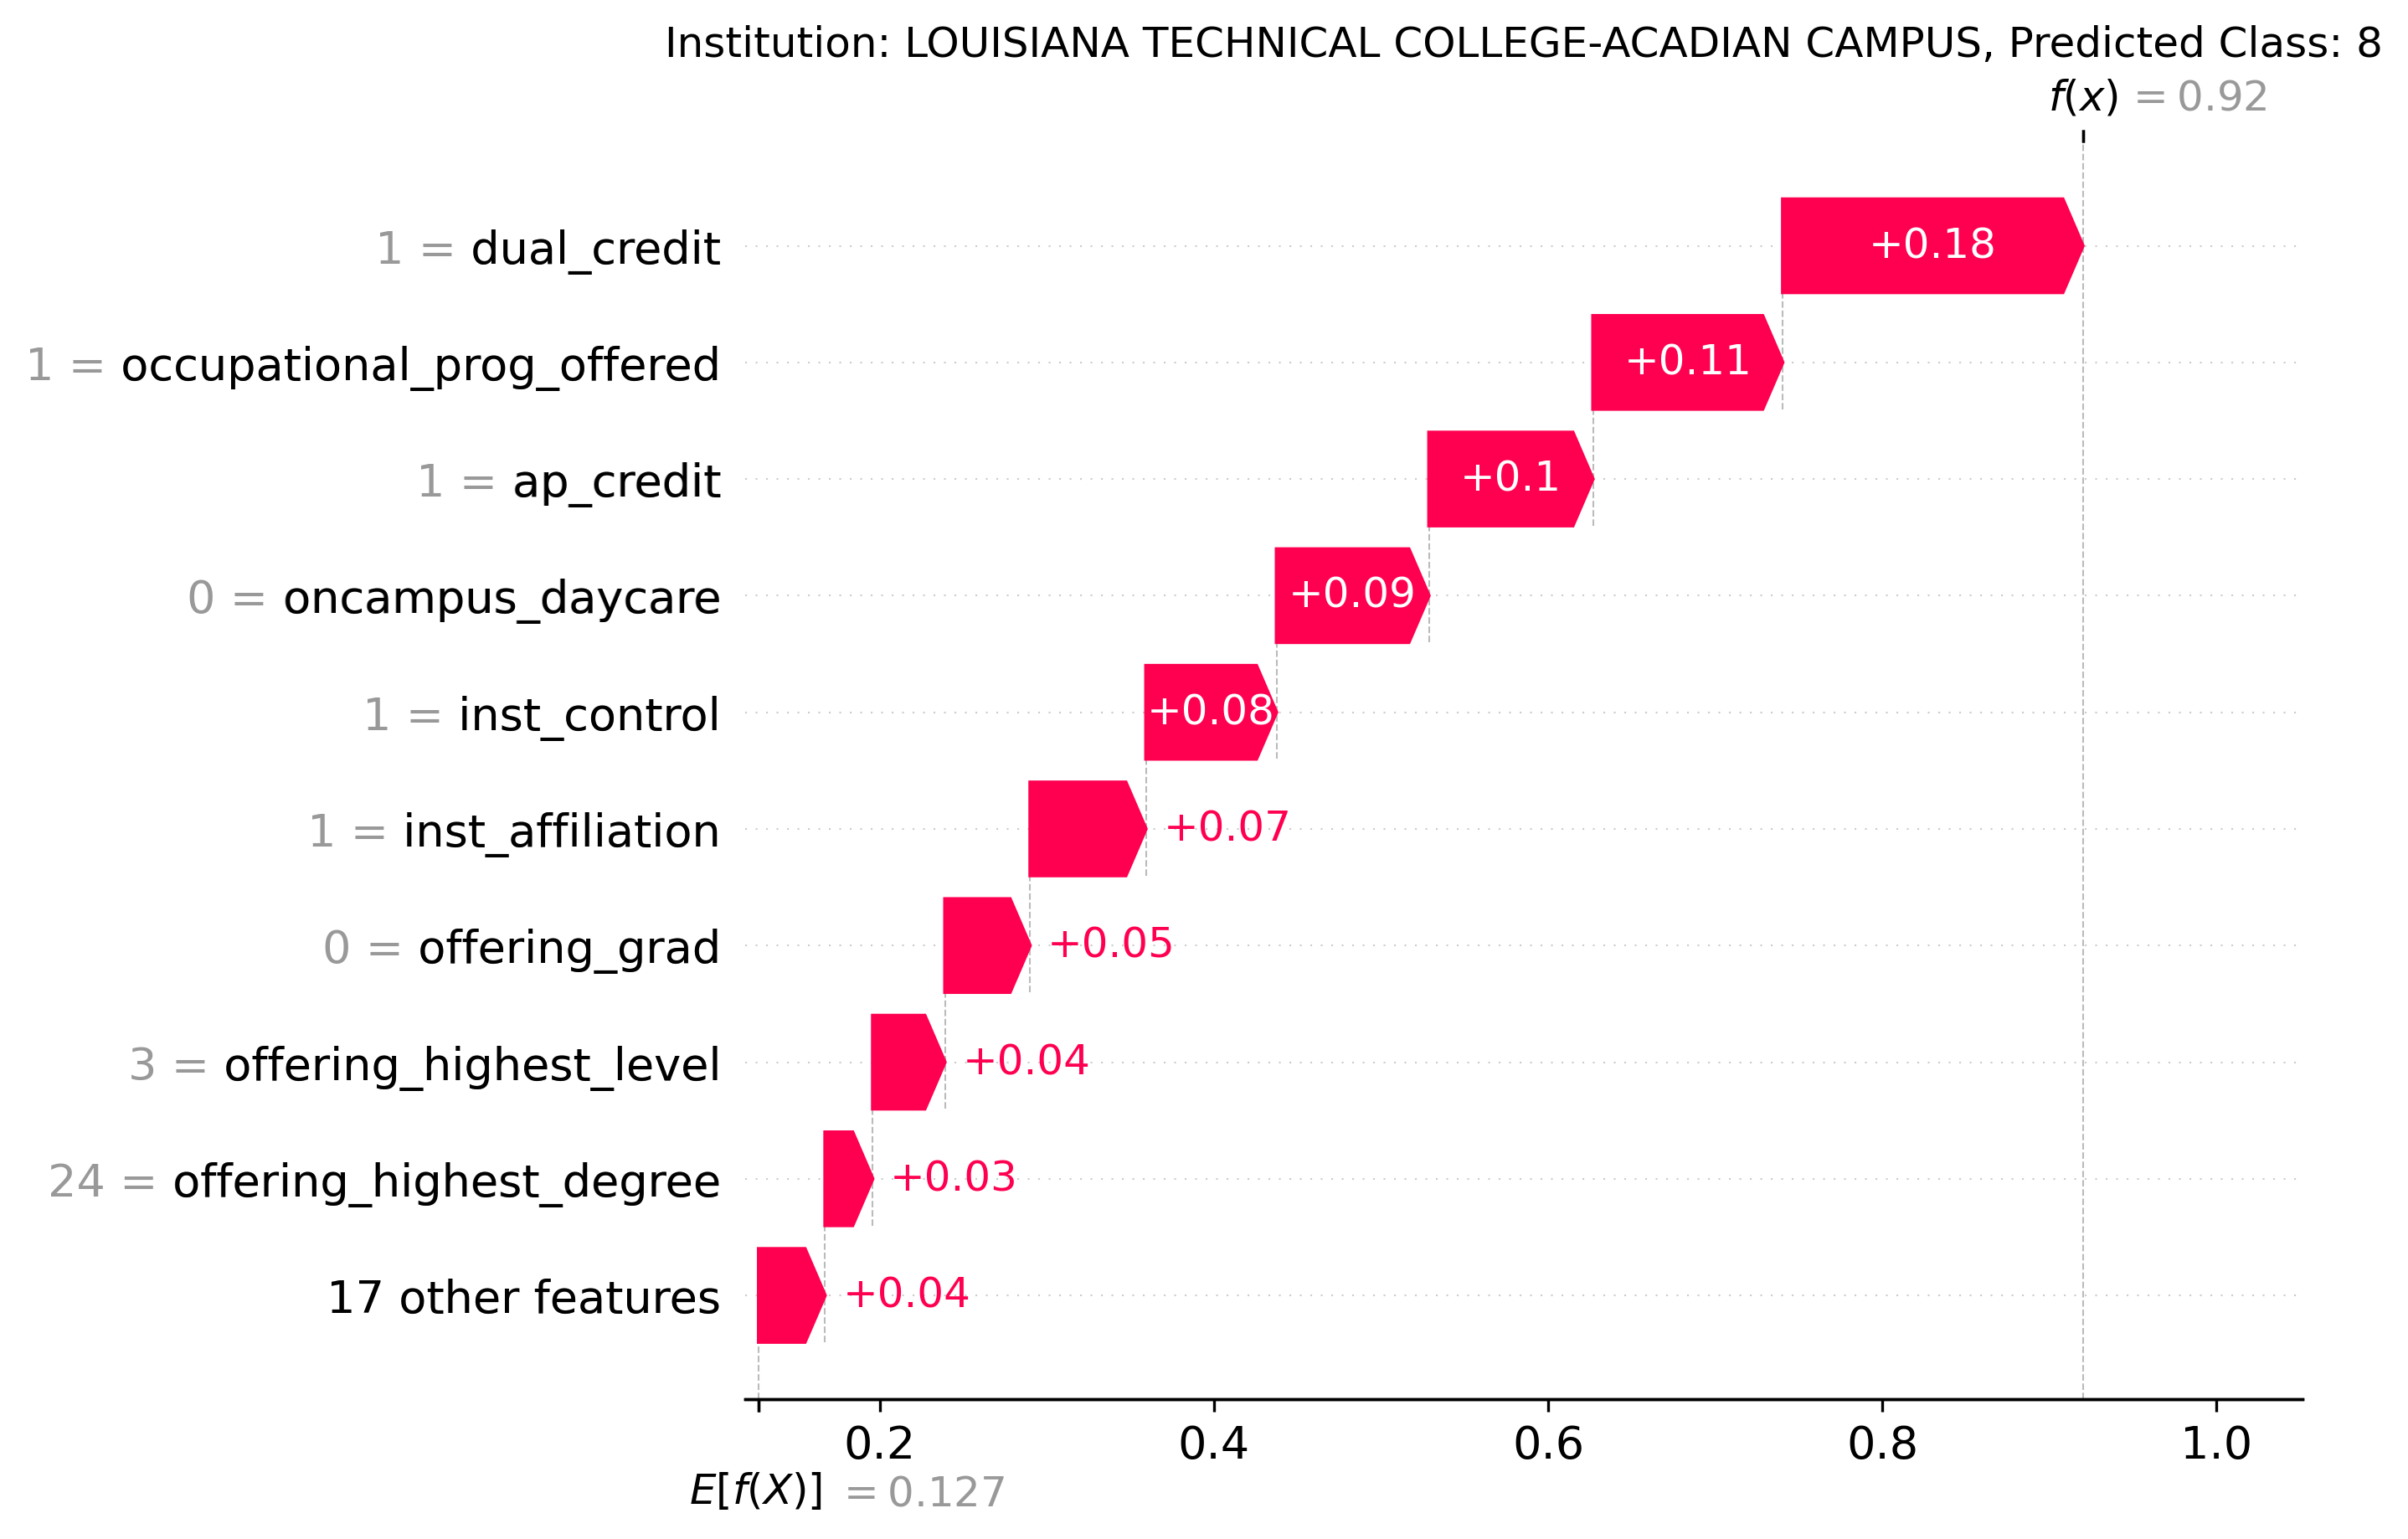 Institution: LOUISIANA TECHNICAL COLLEGE-ACADIAN CAMPUS, Predicted Class: 8
f(x) = 0.92
1 = dual_credit +0.18
1 = occupational_prog_offered +0.11
1 = ap_credit +0.1
0 = oncampus_daycare +0.09
1 = inst_control +0.08
1 = inst_affiliation +0.07
0 = offering_grad +0.05
3 = offering_highest_level +0.04
24 = offering_highest_degree +0.03
17 other features +0.04
0.2 0.4 0.6 0.8 1.0
E[f(X)] = 0.127